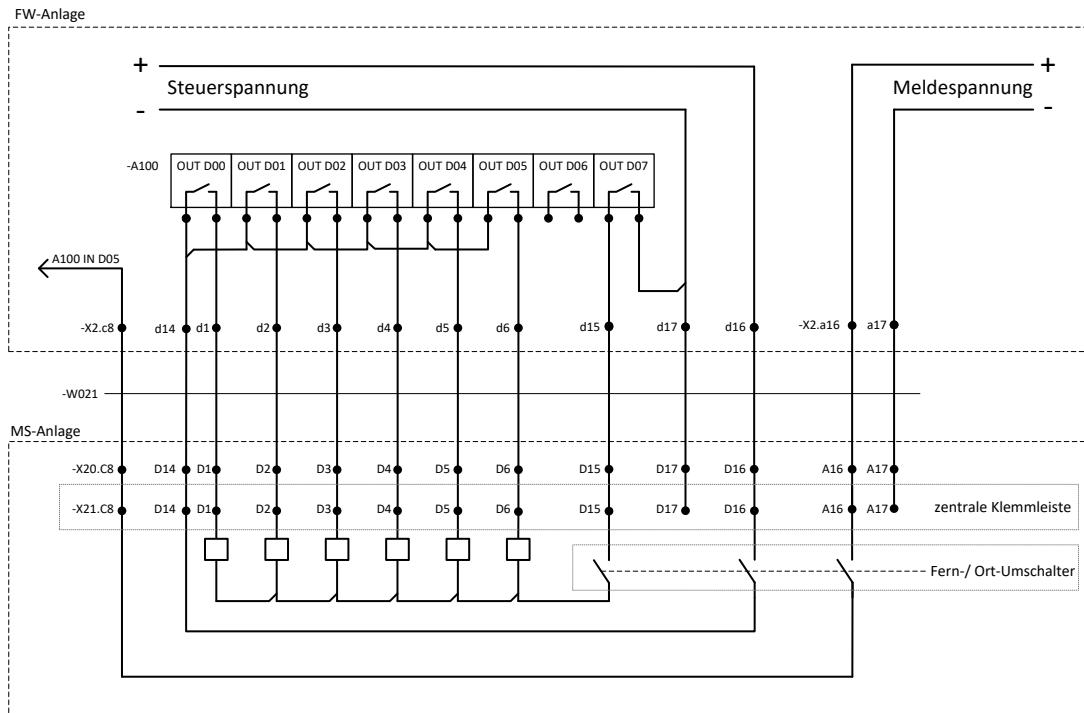 FW-Anlage
+ +
Steuerspannung Meldespannung
- -
-A100 OUT D00 OUT D01 OUT D02 OUT D03 OUT D04 OUT D05 OUT D06 OUT D07
A100 IN D05
-X2.c8 d14 d1 d2 d3 d4 d5 d6 d15 d17 d16 -X2.a16 a17
-W021
MS-Anlage
-X20.C8 D14 D1 D2 D3 D4 D5 D6 D15 D17 D16 A16 A17
-X21.C8 D14 D1 D2 D3 D4 D5 D6 D15 D17 D16 A16 A17 zentrale Klemmleiste
Fern-/ Ort-Umschalter